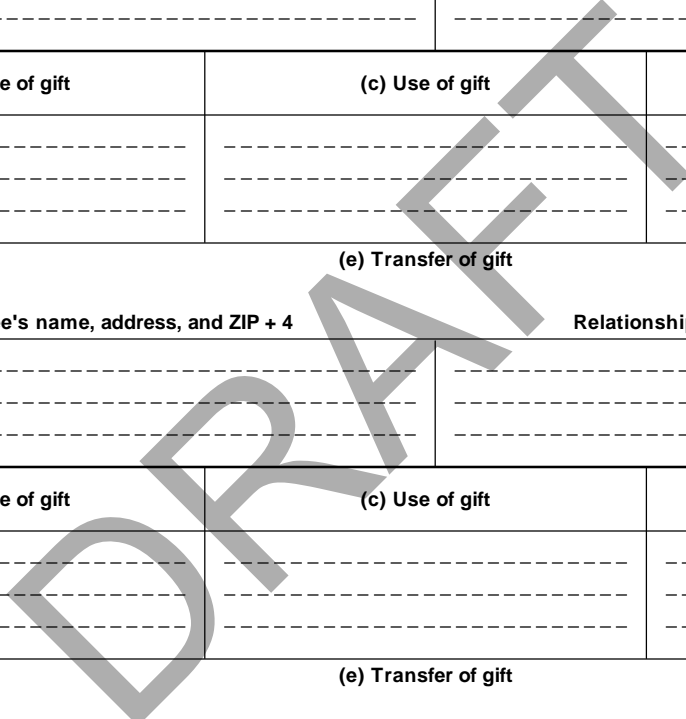 e of gift (c) Use of gift
(e) Transfer of gift
e's name, address, and ZIP + 4 Relationshi
e of gift (c) Use of gift
(e) Transfer of gift
DRAFT